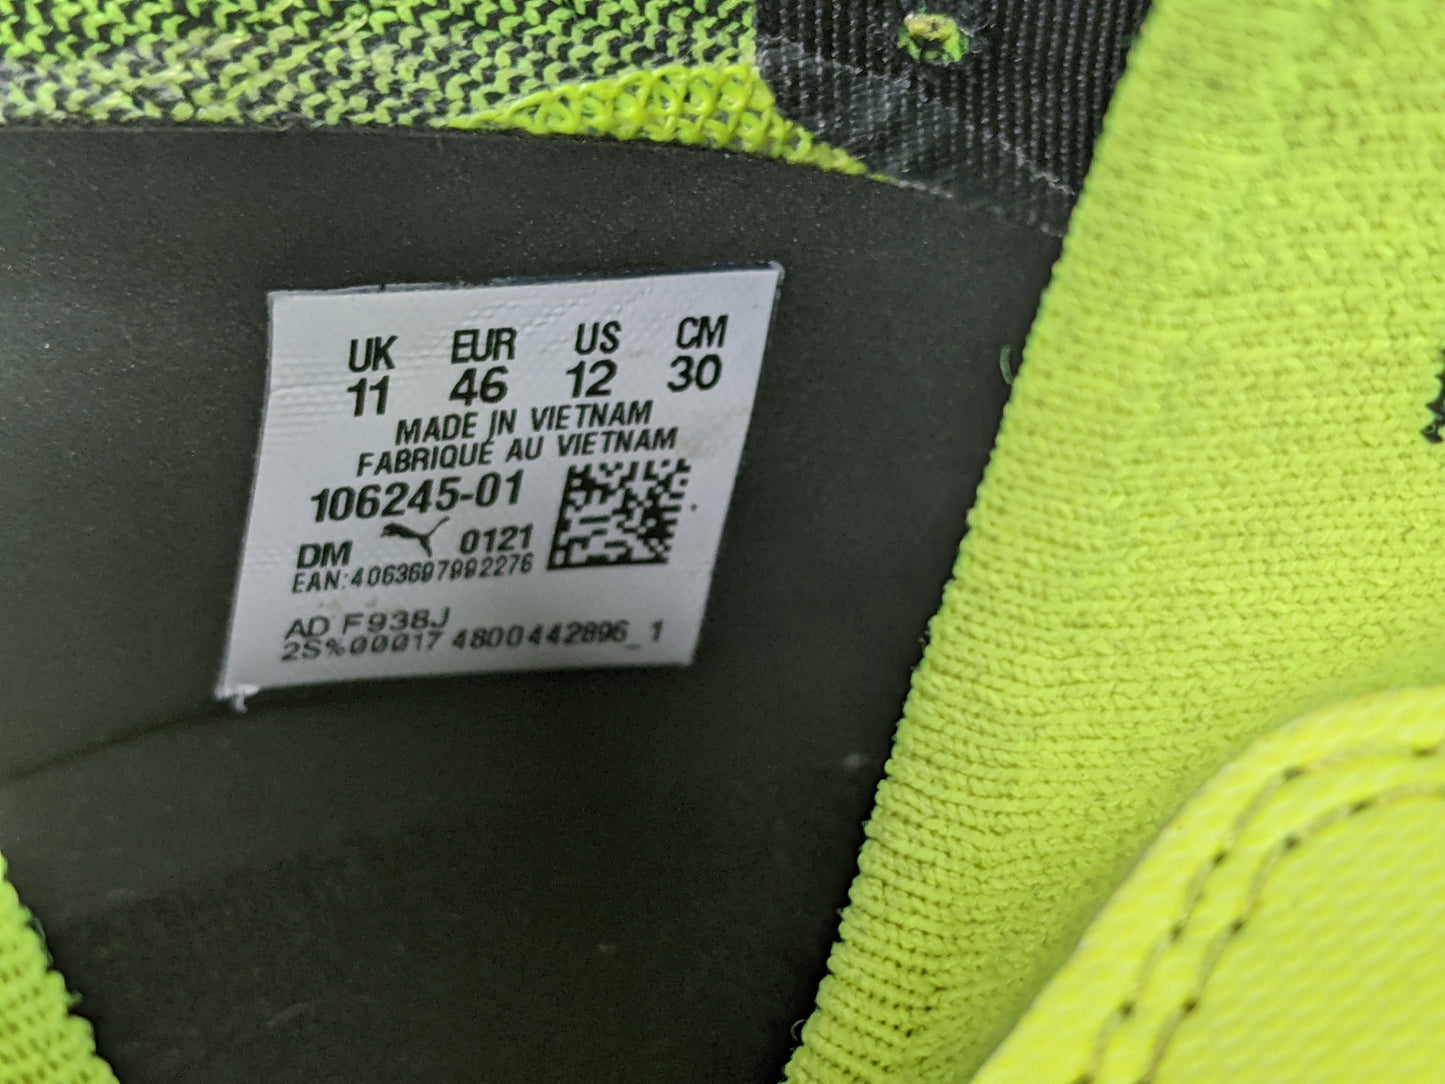 UK EUR US CM
11 46 12 30
MADE IN VIETNAM
FABRIQUÉ AU VIETNAM
106245-01
DM 0121
EAN:4063697992276
AD F938J
2S%00017 4800442896_1